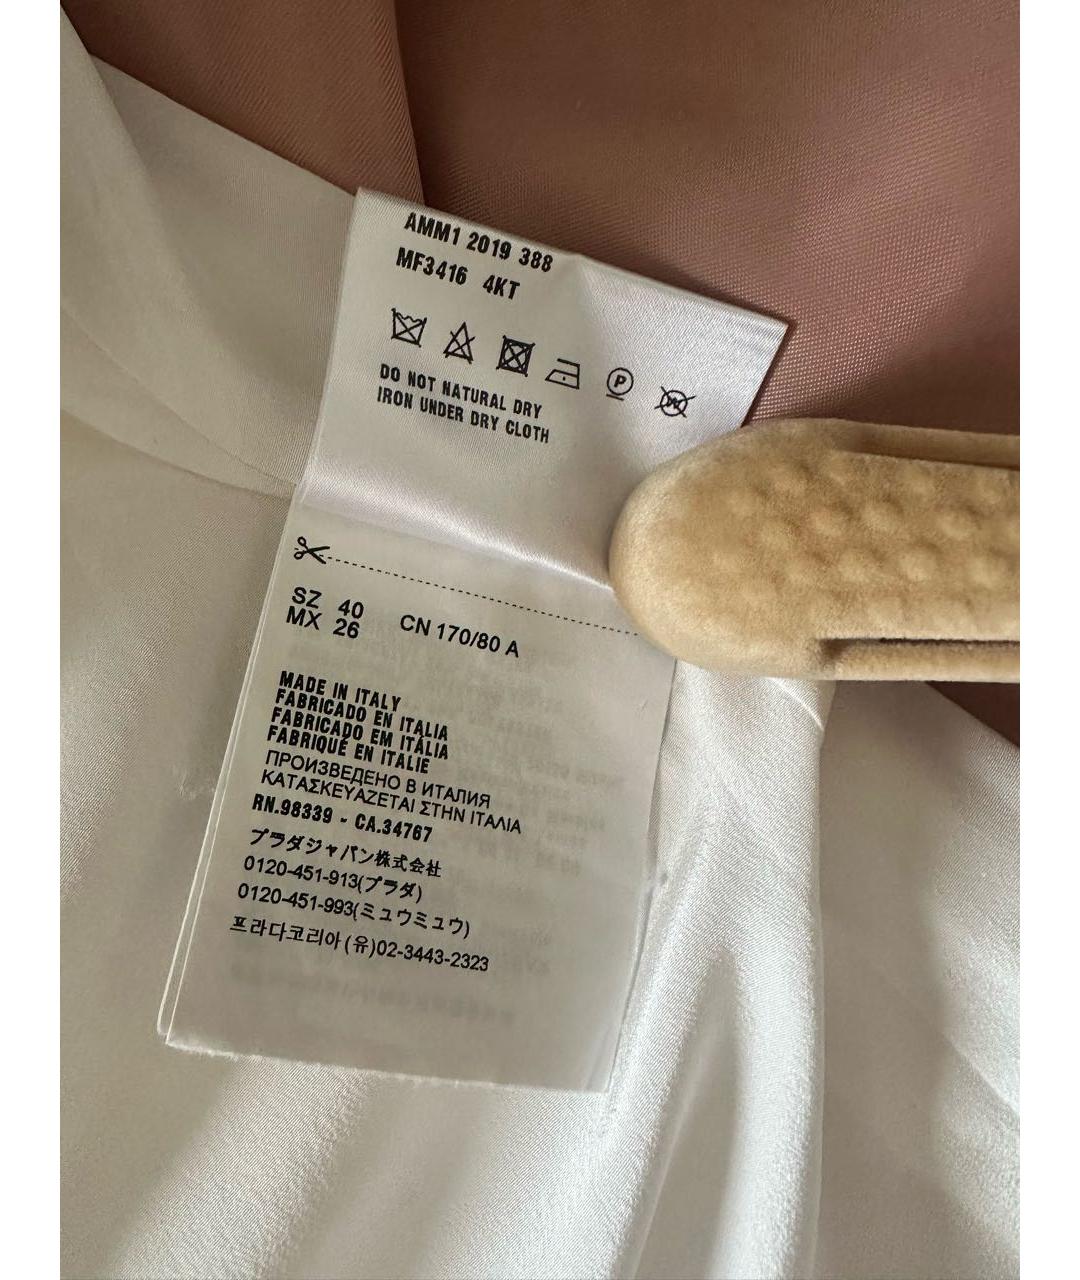 AMM1 2019 388
MF3416 4KT
P
W
DO NOT NATURAL DRY
IRON UNDER DRY CLOTH
SZ 40
MX 26
CN 170/80 A
MADE IN ITALY
FABRICADO EN ITALIA
FABRICADO EM ITÁLIA
FABRIQUÉ EN ITALIE
ПРОИЗВЕДЕНО В ИТАЛИЯ
ΚΑΤΑΣΚΕΥΑΖΕΤΑΙ ΣΤΗΝ ΙΤΑΛΙΑ
RN.98339 - CA.34767
プラダジャパン株式会社
0120-451-913(プラダ)
0120-451-993(ミュウミュウ)
프라다코리아(유)02-3443-2323